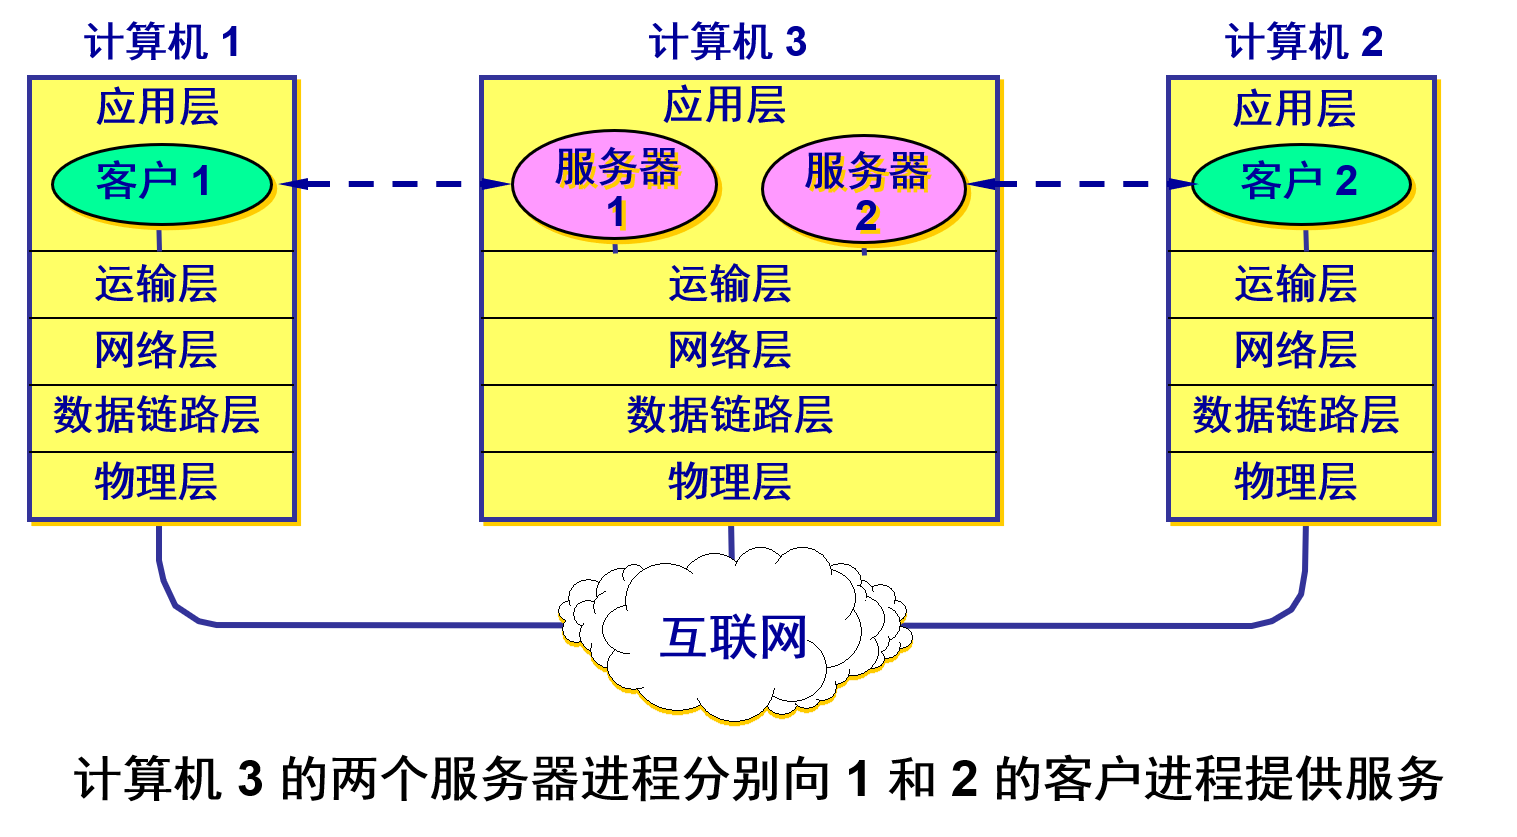 计算机 1
计算机 3
计算机 2
应用层
客户 1
运输层
网络层
数据链路层
物理层
应用层
服务器
1
服务器
2
运输层
网络层
数据链路层
物理层
应用层
客户 2
运输层
网络层
数据链路层
物理层
互联网
计算机 3 的两个服务器进程分别向 1 和 2 的客户进程提供服务